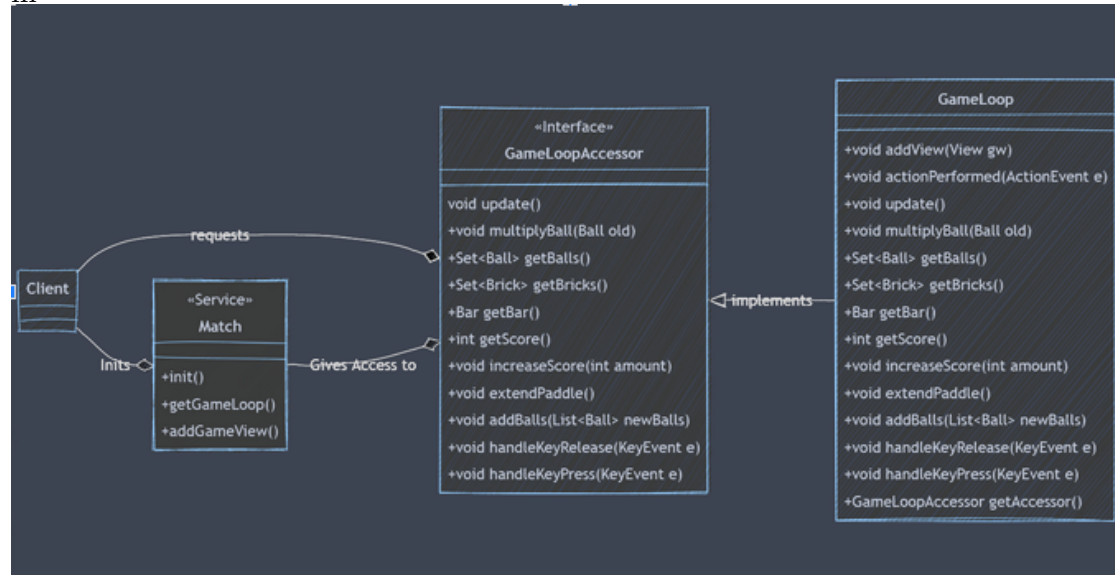 requests
Client
Inits
«Service»
Match
+init()
+getGameLoop()
+addGameView()
Gives Access to
«Interface»
GameLoopAccessor
void update()
+void multiplyBall(Ball old)
+Set<Ball> getBalls()
+Set<Brick> getBricks()
+Bar getBar()
+int getScore()
+void increaseScore(int amount)
+void extendPaddle()
+void addBalls(List<Ball> newBalls)
+void handleKeyRelease(KeyEvent e)
+void handleKeyPress(KeyEvent e)
implements
GameLoop
+void addView(View gw)
+void actionPerformed(ActionEvent e)
+void update()
+void multiplyBall(Ball old)
+Set<Ball> getBalls()
+Set<Brick> getBricks()
+Bar getBar()
+int getScore()
+void increaseScore(int amount)
+void extendPaddle()
+void addBalls(List<Ball> newBalls)
+void handleKeyRelease(KeyEvent e)
+void handleKeyPress(KeyEvent e)
+GameLoopAccessor getAccessor()